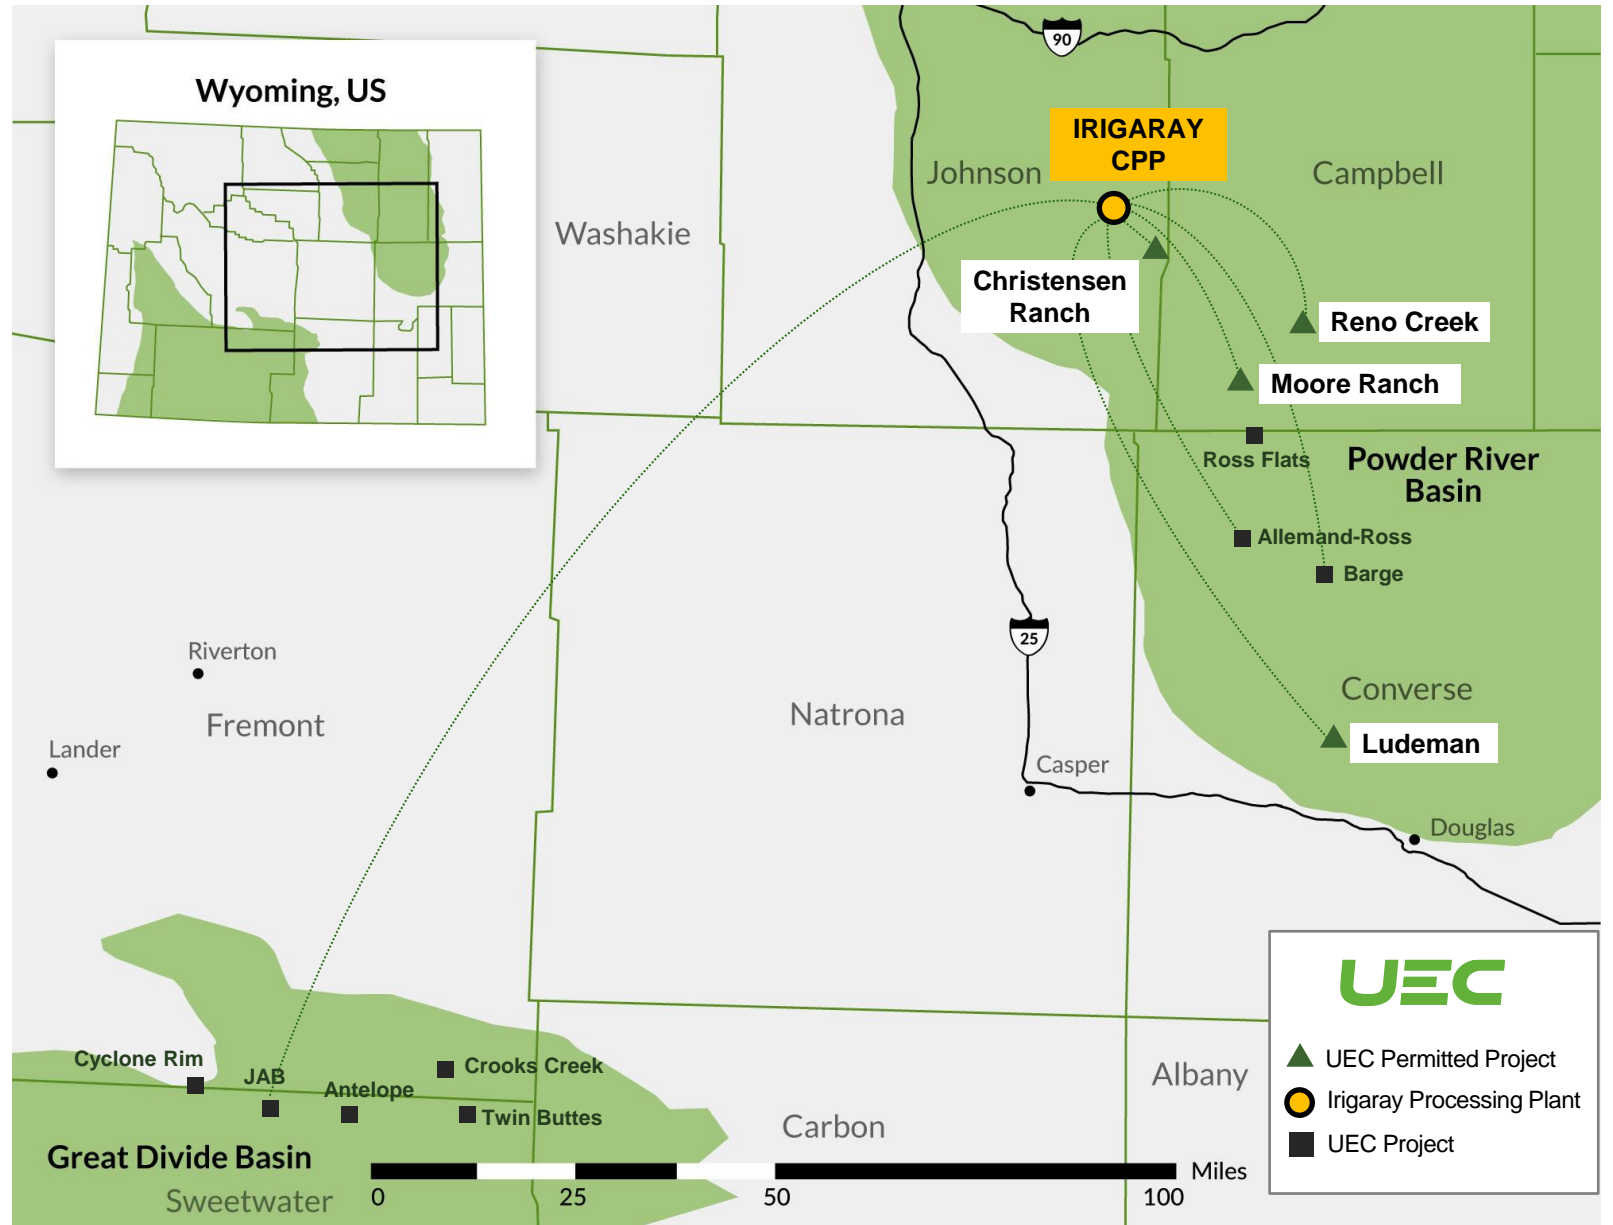 Wyoming, US
90
IRIGARAY
CPP
Johnson
Campbell
Washakie
Christensen
Ranch
Reno Creek
Moore Ranch
Ross Flats
Powder River
Basin
Allemand-Ross
Barge
25
Riverton
Fremont
Natrona
Converse
Lander
Ludeman
Casper
Douglas
UEC
UEC Permitted Project
Irigaray Processing Plant
UEC Project
Cyclone Rim
JAB
Antelope
Crooks Creek
Twin Buttes
Albany
Carbon
Great Divide Basin
Sweetwater
Miles
0 25 50 100